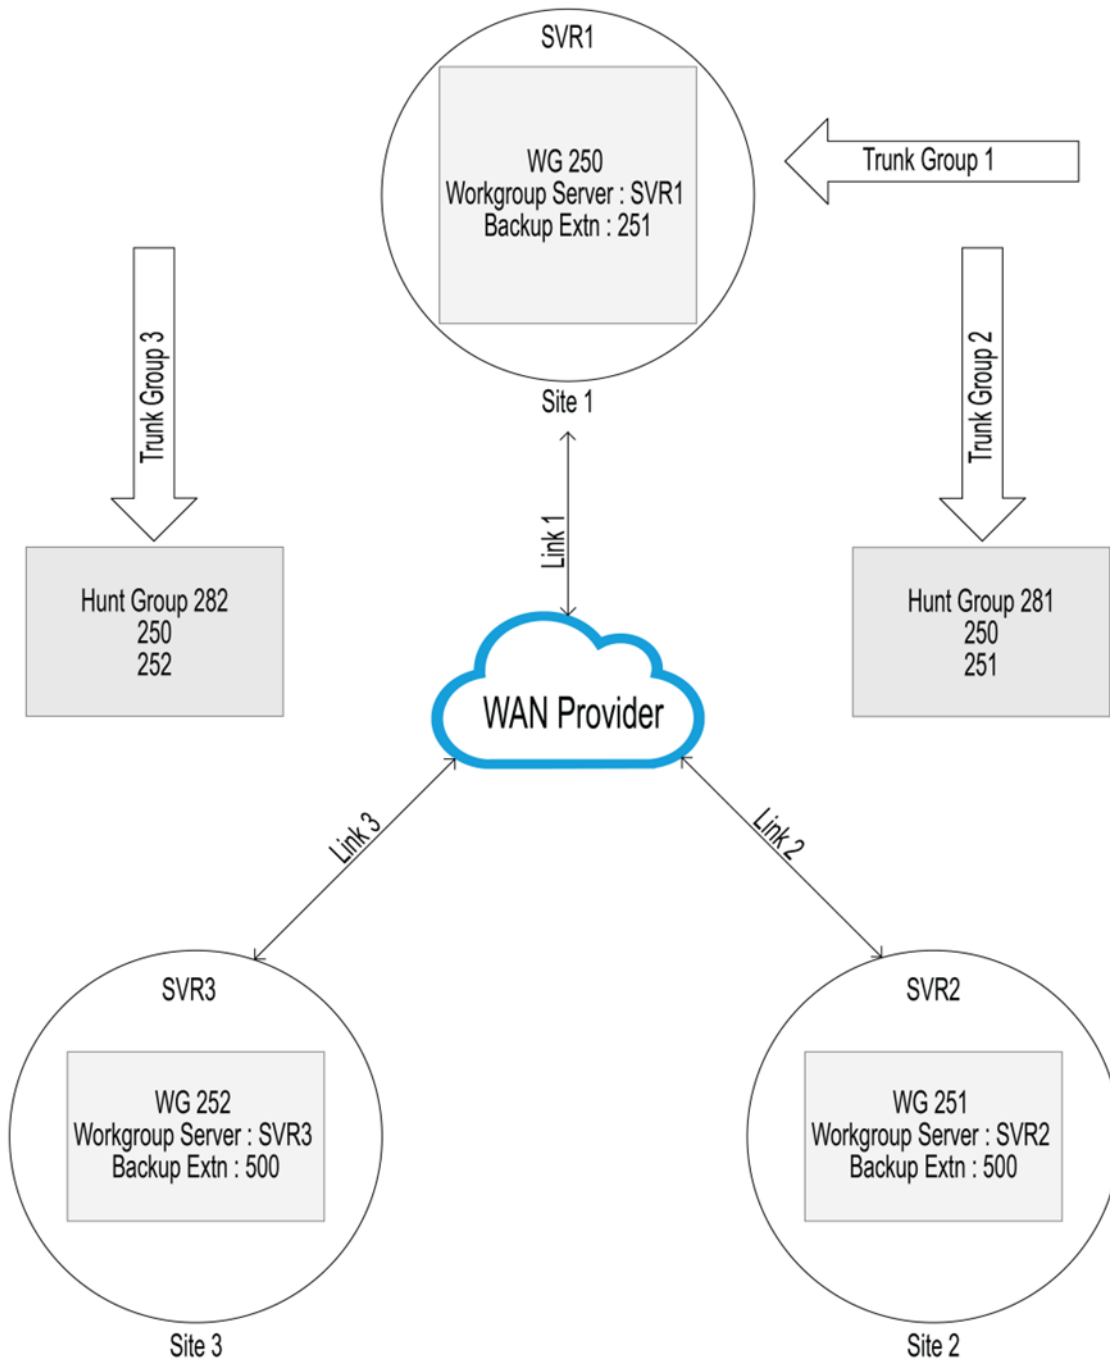 SVR1
WG 250
Workgroup Server : SVR1
Backup Extn : 251
Trunk Group 1
Site 1
Trunk Group 3
Trunk Group 2
Link 1
Hunt Group 282
250
252
Hunt Group 281
250
251
WAN Provider
Link 3
Link 2
SVR3
WG 252
Workgroup Server : SVR3
Backup Extn : 500
Site 3
SVR2
WG 251
Workgroup Server : SVR2
Backup Extn : 500
Site 2